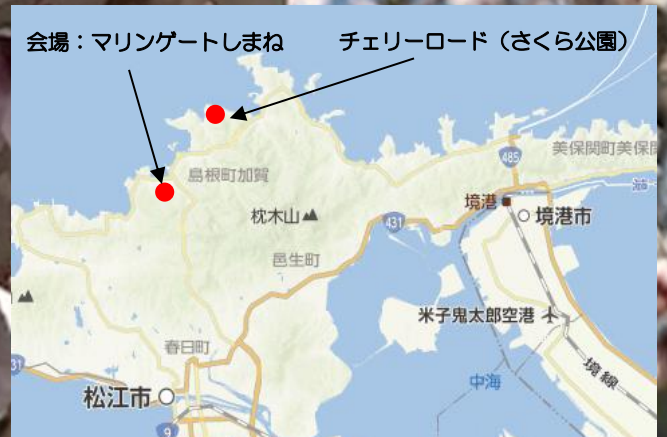 会場：マリンゲートしまね
チェリーロード（さくら公園）
美保関町美保関
485
島根町加賀
境港
境港市
枕木山
431
邑生町
米子鬼太郎空港
春日町
中海
境線
31
松江市
9